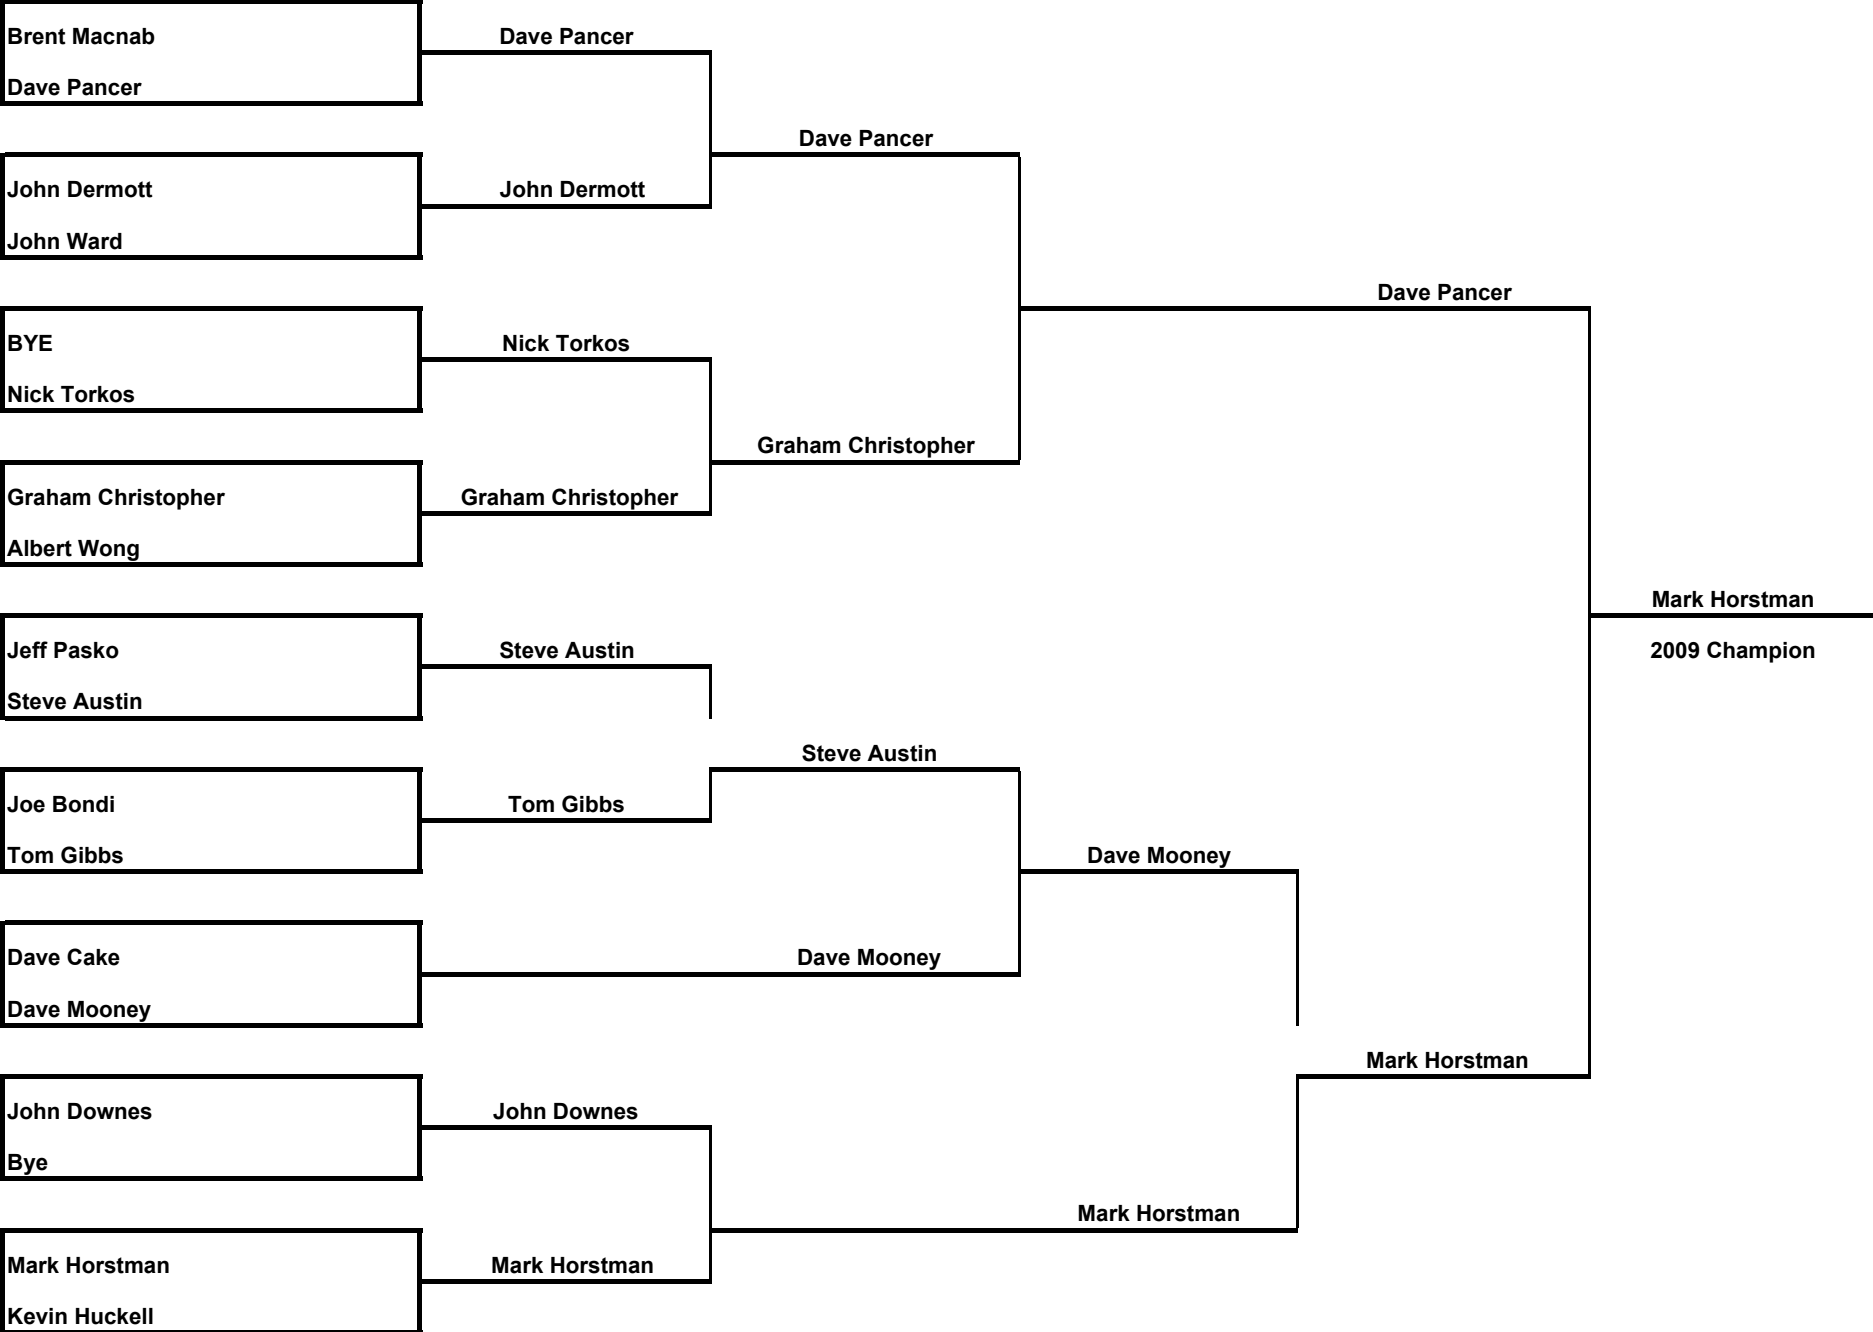 Brent Macnab
Dave Pancer
Dave Pancer
Dave Pancer
John Dermott
John Dermott
John Ward
Dave Pancer
BYE
Nick Torkos
Nick Torkos
Graham Christopher
Graham Christopher
Graham Christopher
Albert Wong
Mark Horstman
Jeff Pasko
Steve Austin
2009 Champion
Steve Austin
Steve Austin
Joe Bondi
Tom Gibbs
Tom Gibbs
Dave Mooney
Dave Cake
Dave Mooney
Dave Mooney
Mark Horstman
John Downes
John Downes
Bye
Mark Horstman
Mark Horstman
Mark Horstman
Kevin Huckell